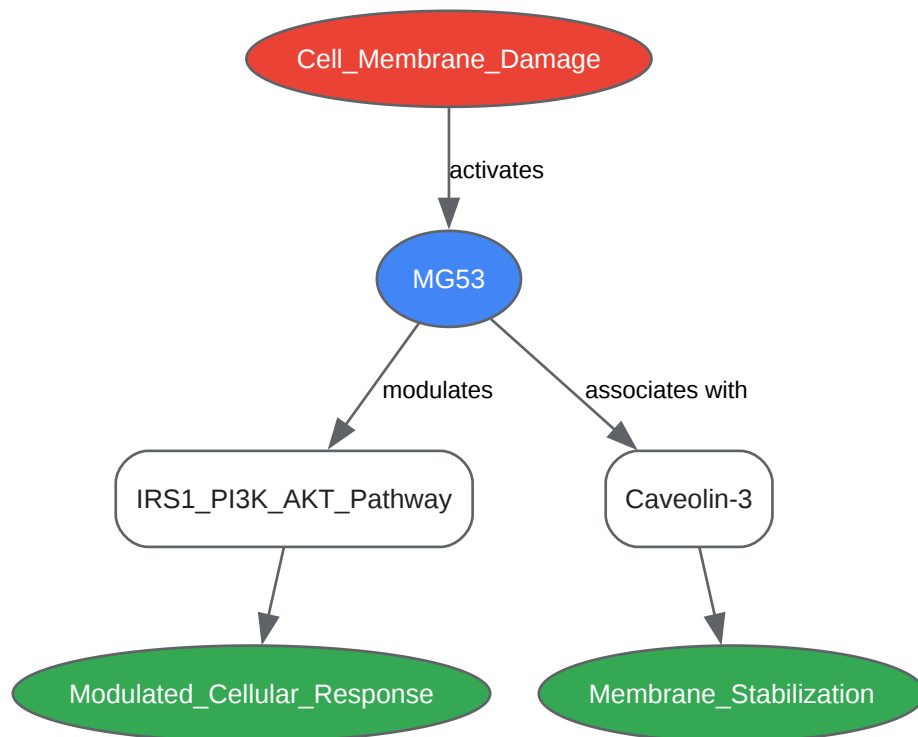 Cell_Membrane_Damage
activates
MG53
modulates
associates with
IRS1_PI3K_AKT_Pathway
Caveolin-3
Modulated_Cellular_Response
Membrane_Stabilization